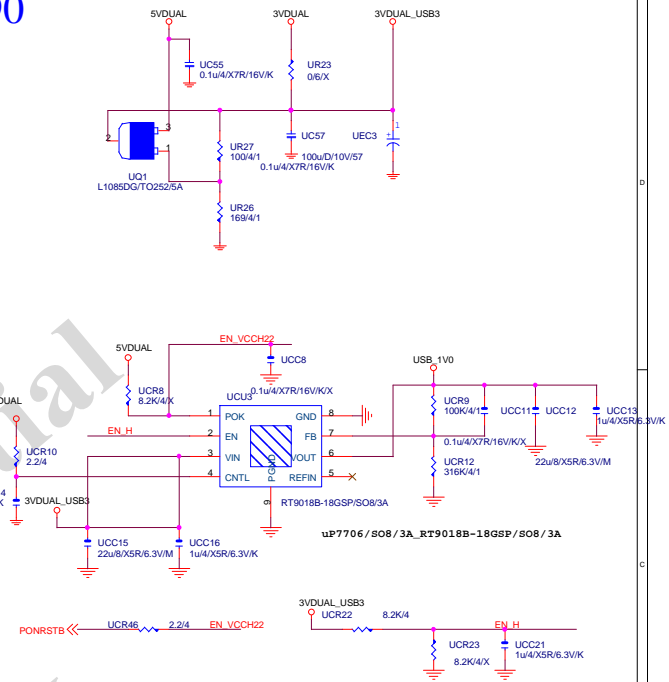 5VDUAL 3VDUAL 3VDUAL_USB3
UC55
0.1u/4/X7R/16V/K
UR23
0/6/X
3
2
1
UQ1
L1085DG/TO252/5A
UR27
100/4/1
UC57
0.1u/4/X7R/16V/K
UEC3
100u/D/10V/57
1
+
UR26
169/4/1
D
5VDUAL
EN_VCCH22
UCC8
0.1u/4/X7R/16V/K/X
UCR8
8.2K/4/X
UCU3
1 POK GND 8
EN_H 2 EN FB 7
3 VIN VOUT 6
4 CNTL REFIN 5
PGND
9
RT9018B-18GSP/SO8/3A
USB_1V0
UCR9
100K/4/1
UCC11
0.1u/4/X7R/16V/K/X
UCC12
22u/8/X5R/6.3V/M
UCC13
1u/4/X5R/6.3V/K
UCR12
316K/4/1
DUAL
UCR10
2.2/4
4
K
3VDUAL_USB3
UCC15
22u/8/X5R/6.3V/M
UCC16
1u/4/X5R/6.3V/K
uP7706/SO8/3A_RT9018B-18GSP/SO8/3A
C
PONRSTB UCR46 2.2/4 EN_VCCH22
3VDUAL_USB3
UCR22 8.2K/4 EN_H
UCR23
8.2K/4/X
UCC21
1u/4/X5R/6.3V/K
ial